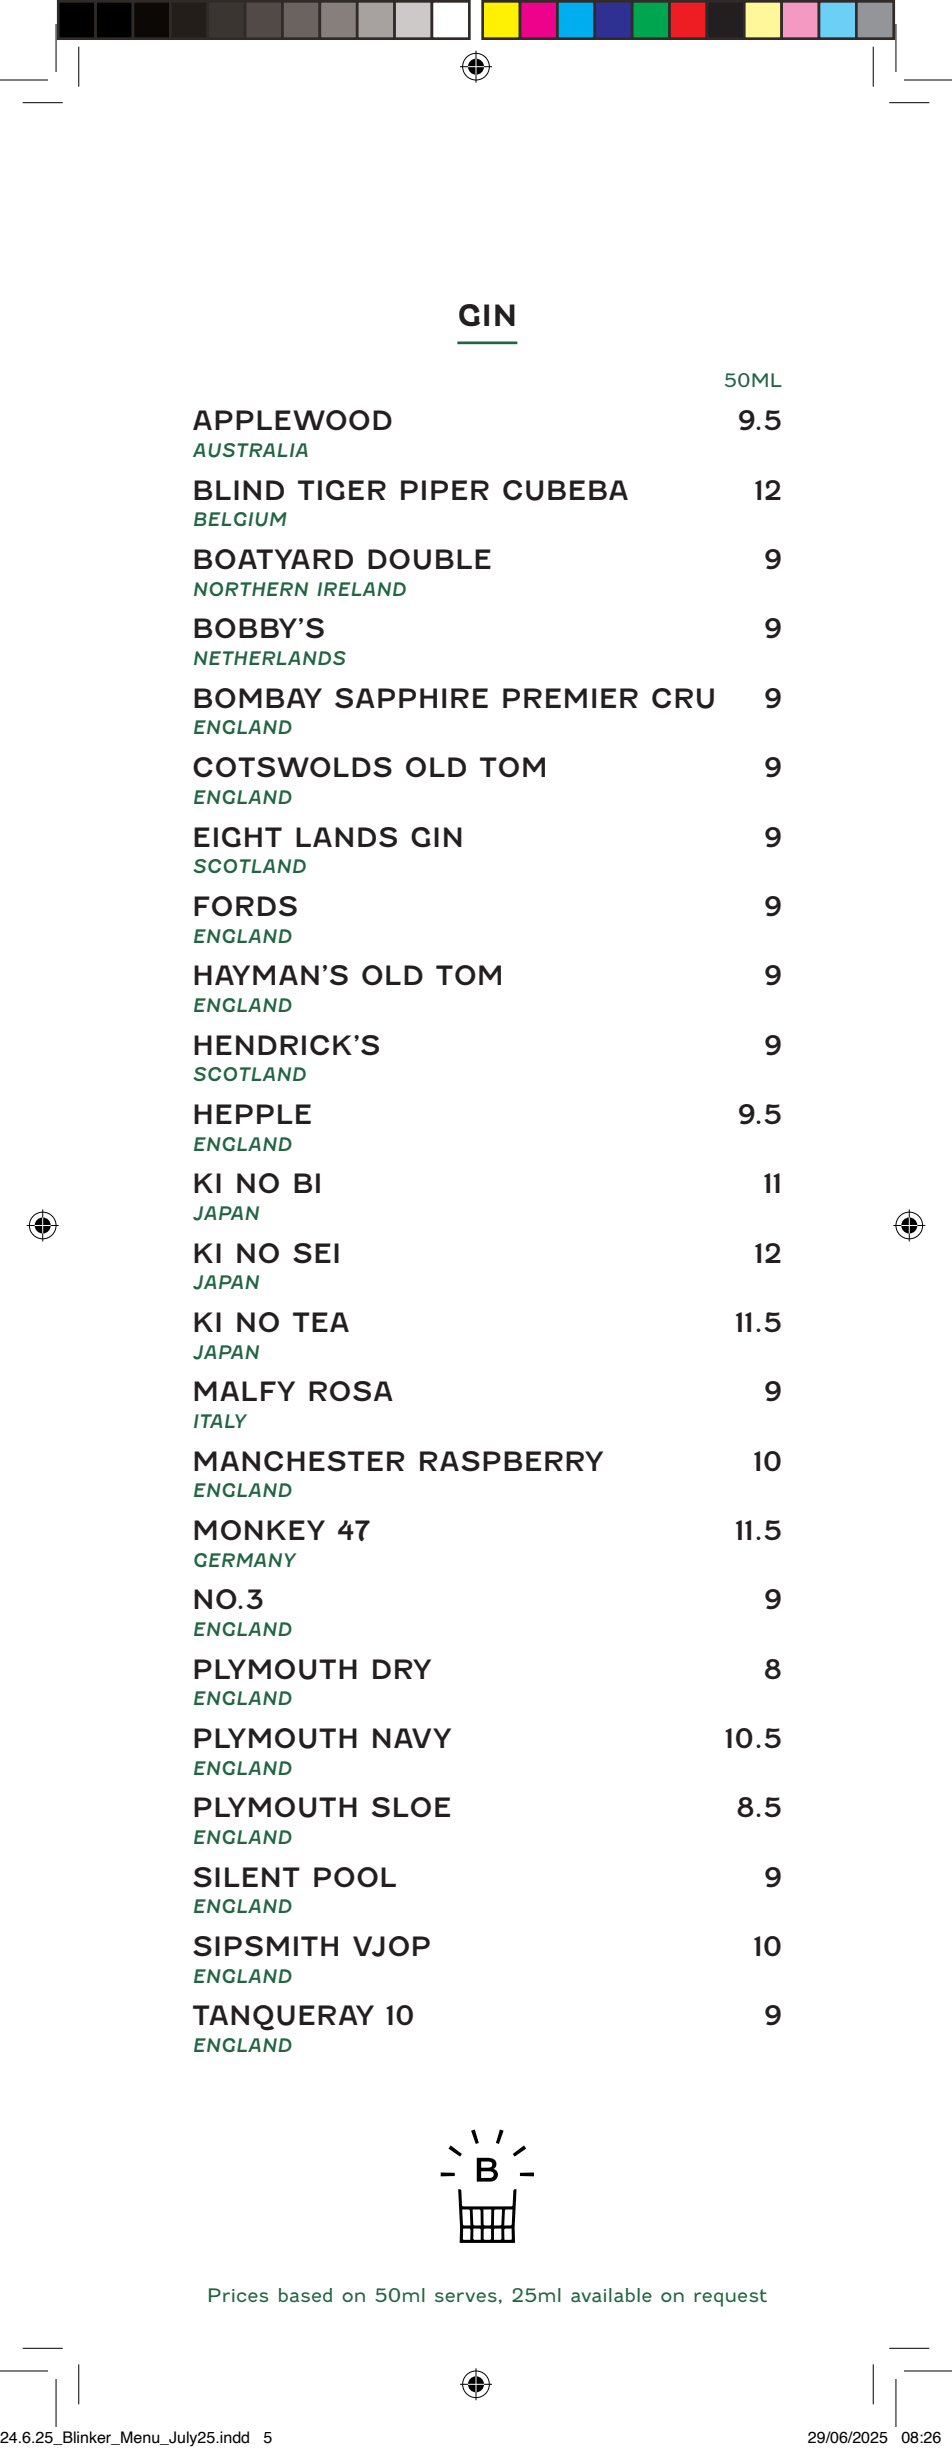 GIN
50ML
APPLEWOOD 9.5
AUSTRALIA
BLIND TIGER PIPER CUBEBA 12
BELGIUM
BOATYARD DOUBLE 9
NORTHERN IRELAND
BOBBY’S 9
NETHERLANDS
BOMBAY SAPPHIRE PREMIER CRU 9
ENGLAND
COTSWOLDS OLD TOM 9
ENGLAND
EIGHT LANDS GIN 9
SCOTLAND
FORDS 9
ENGLAND
HAYMAN’S OLD TOM 9
ENGLAND
HENDRICK’S 9
SCOTLAND
HEPPLE 9.5
ENGLAND
KI NO BI 11
JAPAN
KI NO SEI 12
JAPAN
KI NO TEA 11.5
JAPAN
MALFY ROSA 9
ITALY
MANCHESTER RASPBERRY 10
ENGLAND
MONKEY 47 11.5
GERMANY
NO.3 9
ENGLAND
PLYMOUTH DRY 8
ENGLAND
PLYMOUTH NAVY 10.5
ENGLAND
PLYMOUTH SLOE 8.5
ENGLAND
SILENT POOL 9
ENGLAND
SIPSMITH VJOP 10
ENGLAND
TANQUERAY 10 9
ENGLAND
B
Prices based on 50ml serves, 25ml available on request
24.6.25_Blinker_Menu_July25.indd 5 29/06/2025 08:26